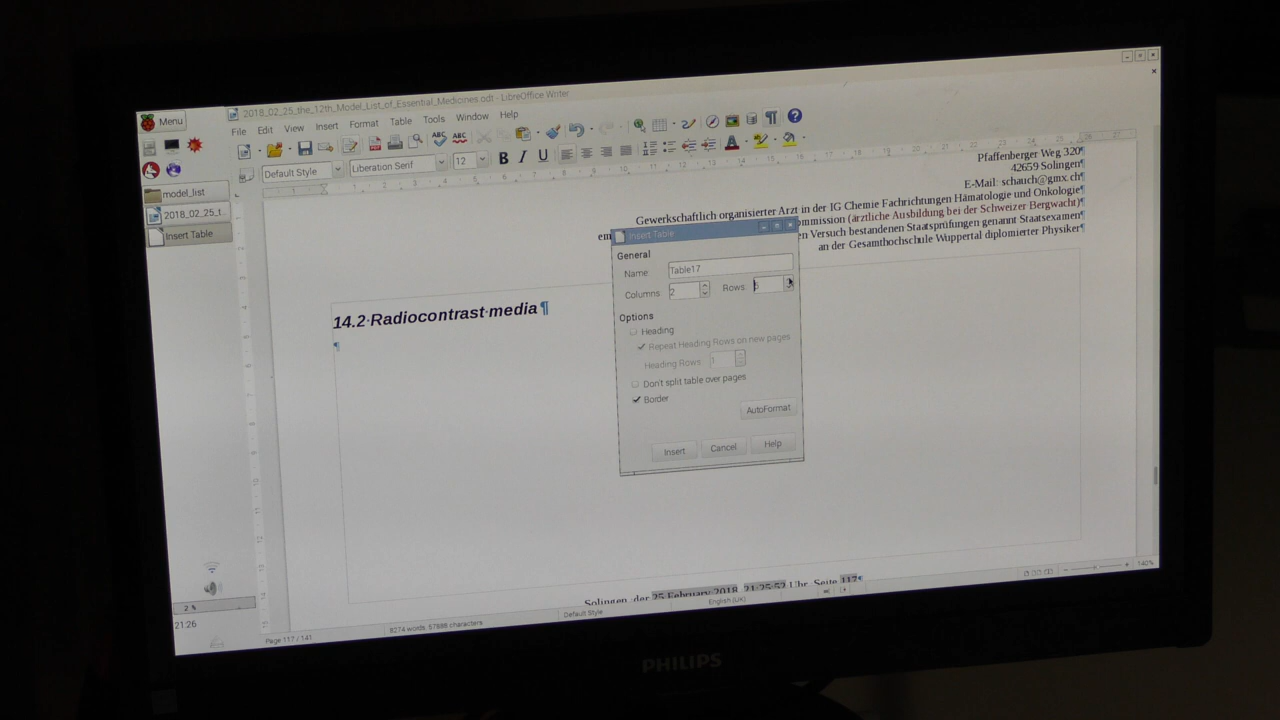 2018_02_25_the_12th_Model_List_of_Essential_Medicines.odt - LibreOffice Writer
Menu
File Edit View Insert Format Table Tools Window Help
Default Style
Liberation Serif
12
B I U
model_list
2018_02_25_t...
Insert Table
Pfaffenberger Weg 320¶
42659 Solingen¶
E-Mail: schauch@gmx.ch¶
Gewerkschaftlich organisierter Arzt in der IG Chemie Fachrichtungen Hämatologie und Onkologie¶
ommission (ärztliche Ausbildung bei der Schweizer Bergwacht)¶
en Versuch bestandenen Staatsprüfungen genannt Staatsexamen¶
an der Gesamthochschule Wuppertal diplomierter Physiker¶
14.2·Radiocontrast·media¶
¶
Insert Table
General
Name: Table17
Columns: 2 Rows:
Options
Heading
Repeat Heading Rows on new pages
Heading Rows: 1
Don't split table over pages
Border
AutoFormat
Insert Cancel Help
Solingen, der 25 February 2018, 21:25:52 Uhr, Seite 117¶
2 %
21:26
Page 117 / 141
8274 words, 57888 characters
Default Style
English (UK)
140%
PHILIPS